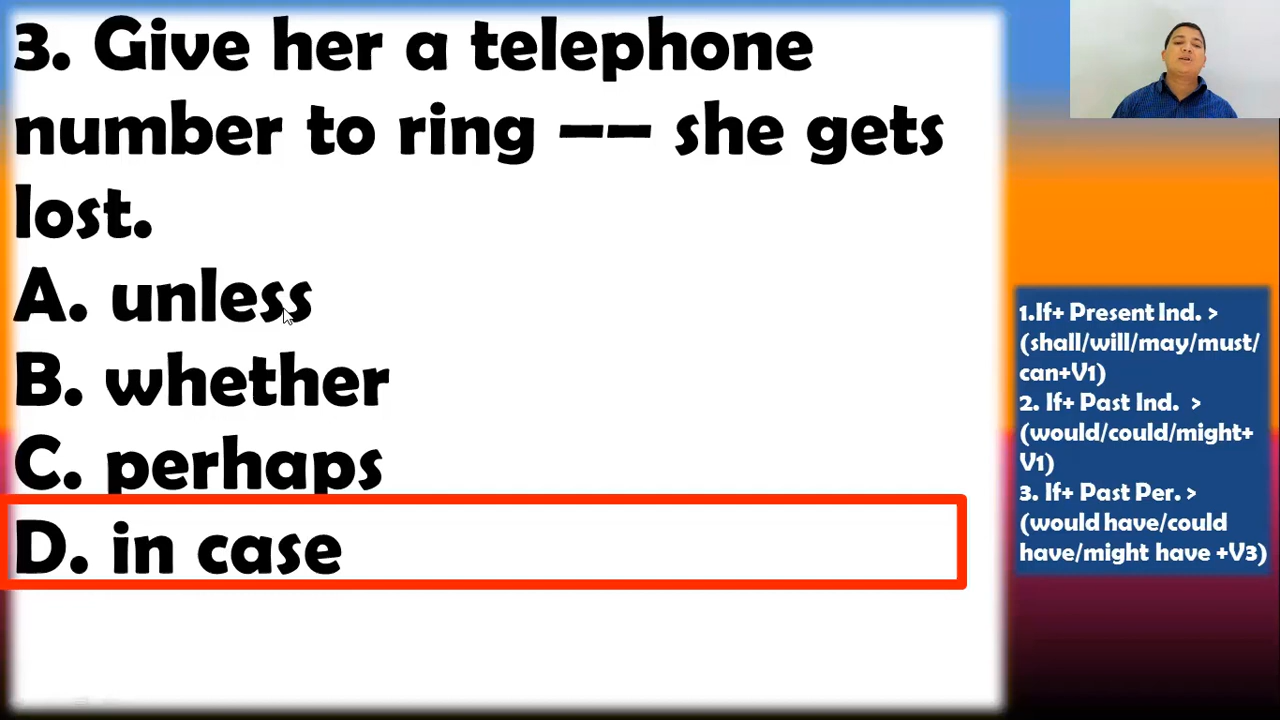 3. Give her a telephone
number to ring —— she gets
lost.
A. unless
B. whether
C. perhaps
D. in case
1.If+ Present Ind. >
(shall/will/may/must/
can+V1)
2. If+ Past Ind. >
(would/could/might+
V1)
3. If+ Past Per. >
(would have/could
have/might have +V3)